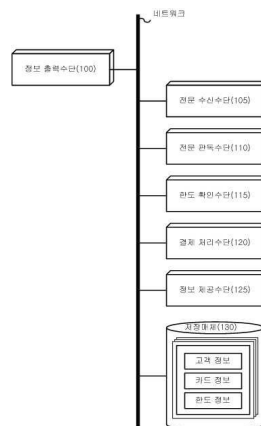 네트워크
정보 출력수단(100)
전문 수신수단(105)
전문 판독수단(110)
한도 확인수단(115)
결제 처리수단(120)
정보 제공수단(125)
저장매체(130)
고객 정보
카드 정보
한도 정보